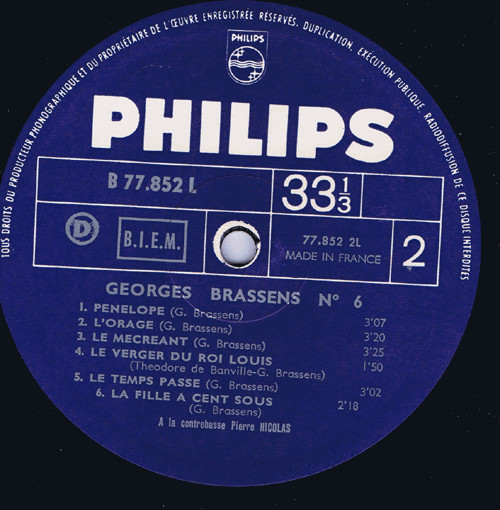 TOUS DROITS DU PRODUCTEUR PHONOGRAPHIQUE ET DU PROPRIÉTAIRE DE L'ŒUVRE ENREGISTRÉE RÉSERVÉS. DUPLICATION, EXÉCUTION PUBLIQUE, RADIODIFFUSION DE CE DISQUE INTERDITES
PHILIPS
PHILIPS
B 77.852 L
33 1/3
D
B.I.E.M.
77.852 2L
MADE IN FRANCE
2
GEORGES BRASSENS N° 6
1. PENELOPE (G. Brassens) 3'07
2. L'ORAGE (G. Brassens) 3'20
3. LE MECREANT (G. Brassens) 3'25
4. LE VERGER DU ROI LOUIS 1'50
(Theodore de Banville-G. Brassens)
5. LE TEMPS PASSE (G. Brassens) 3'02
6. LA FILLE A CENT SOUS 2'18
(G. Brassens)
A la contrebasse Pierre NICOLAS